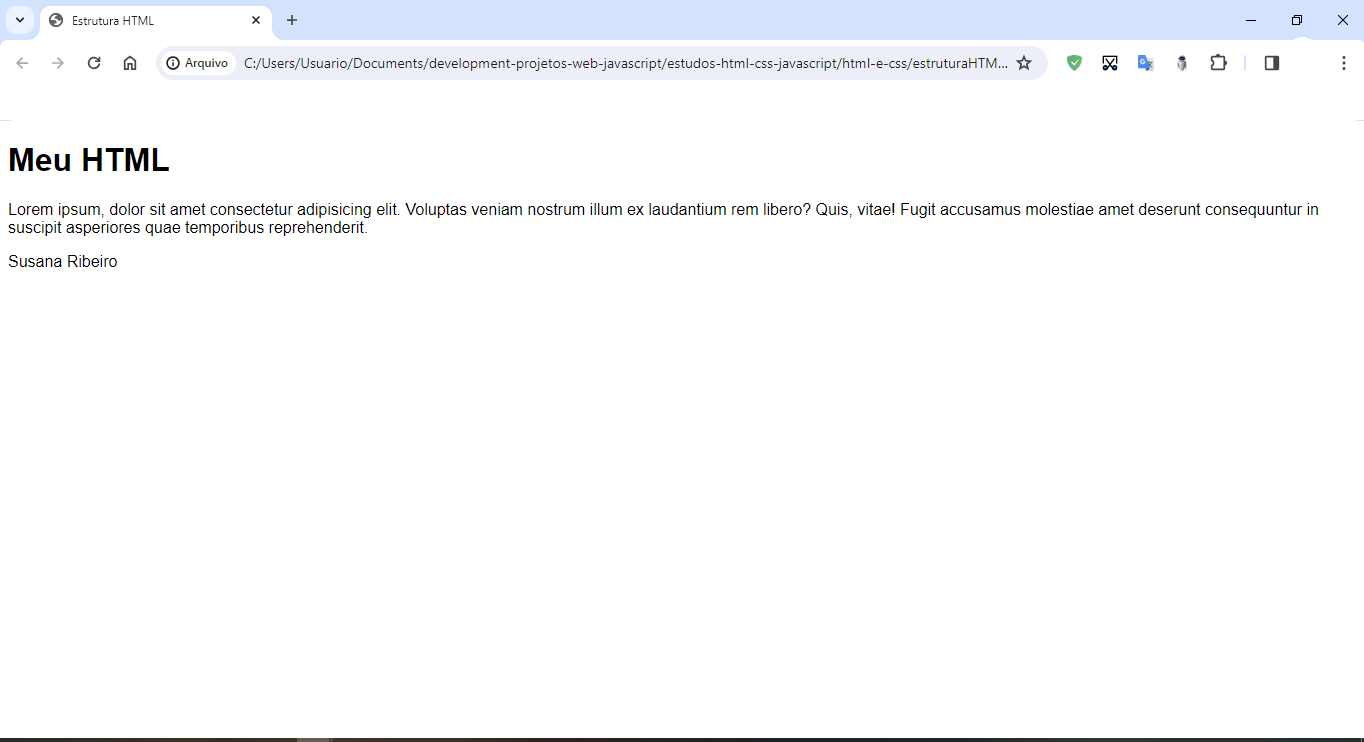 Estrutura HTML
Arquivo C:/Users/Usuario/Documents/development-projetos-web-javascript/estudos-html-css-javascript/html-e-css/estruturaHTM...
Meu HTML
Lorem ipsum, dolor sit amet consectetur adipisicing elit. Voluptas veniam nostrum illum ex laudantium rem libero? Quis, vitae! Fugit accusamus molestiae amet deserunt consequuntur in
suscipit asperiores quae temporibus reprehenderit.
Susana Ribeiro